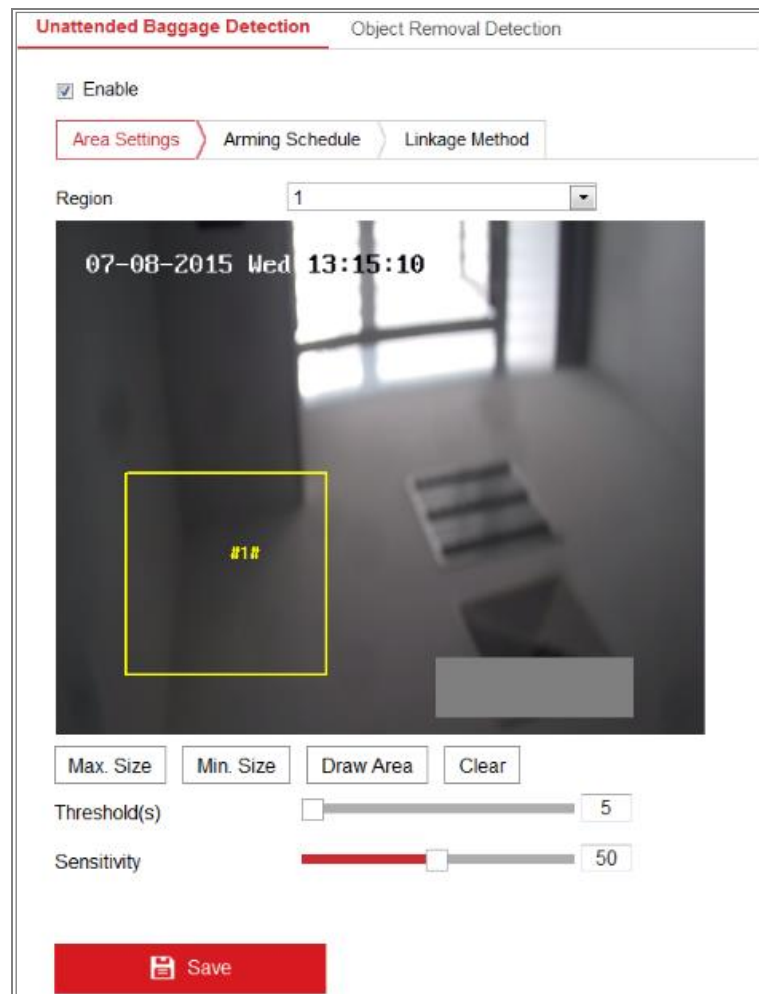 Unattended Baggage Detection Object Removal Detection
Enable
Area Settings Arming Schedule Linkage Method
Region 1
07-08-2015 Wed 13:15:10
#1#
Max. Size Min. Size Draw Area Clear
Threshold(s) 5
Sensitivity 50
Save